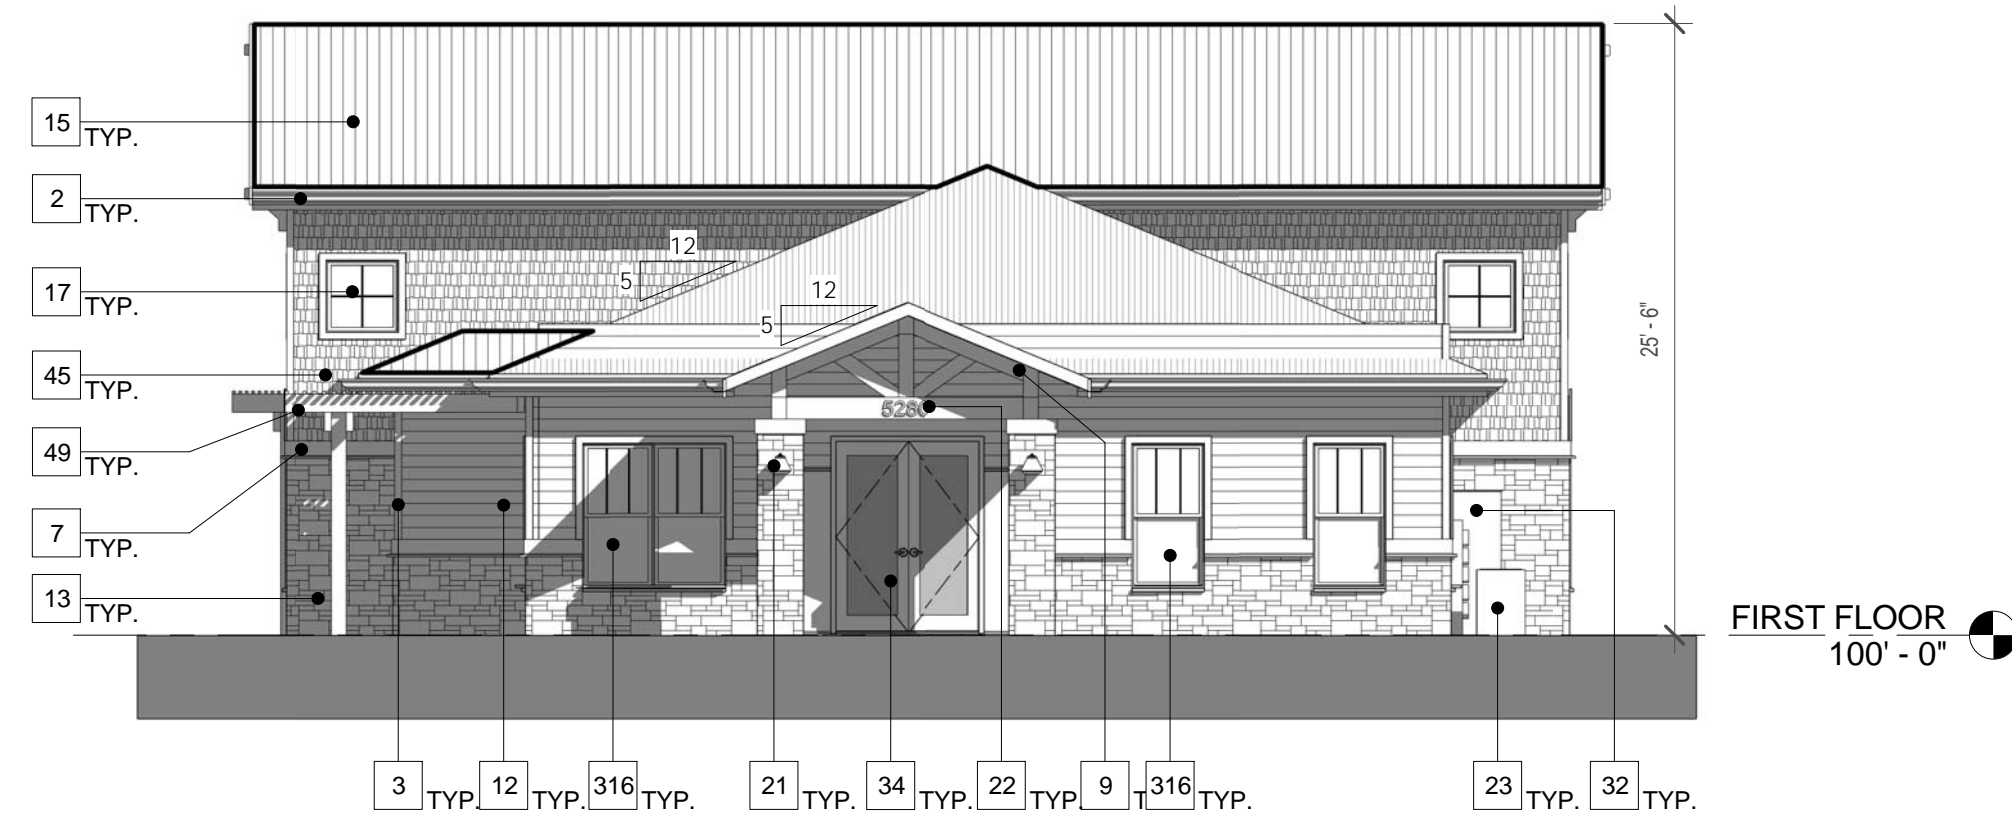 15 TYP.
2 TYP.
17 TYP.
45 TYP.
49 TYP.
7 TYP.
13 TYP.
12
5
12
5
25' - 6"
FIRST FLOOR
100' - 0"
3 TYP.
12 TYP.
316 TYP.
21 TYP.
34 TYP.
22 TYP.
9 T
316 TYP.
23 TYP.
32 TYP.